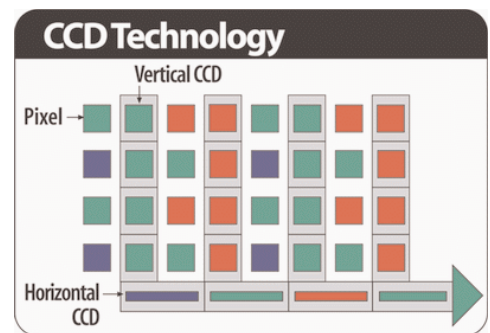 CCD Technology
Vertical CCD
Pixel
Horizontal
CCD